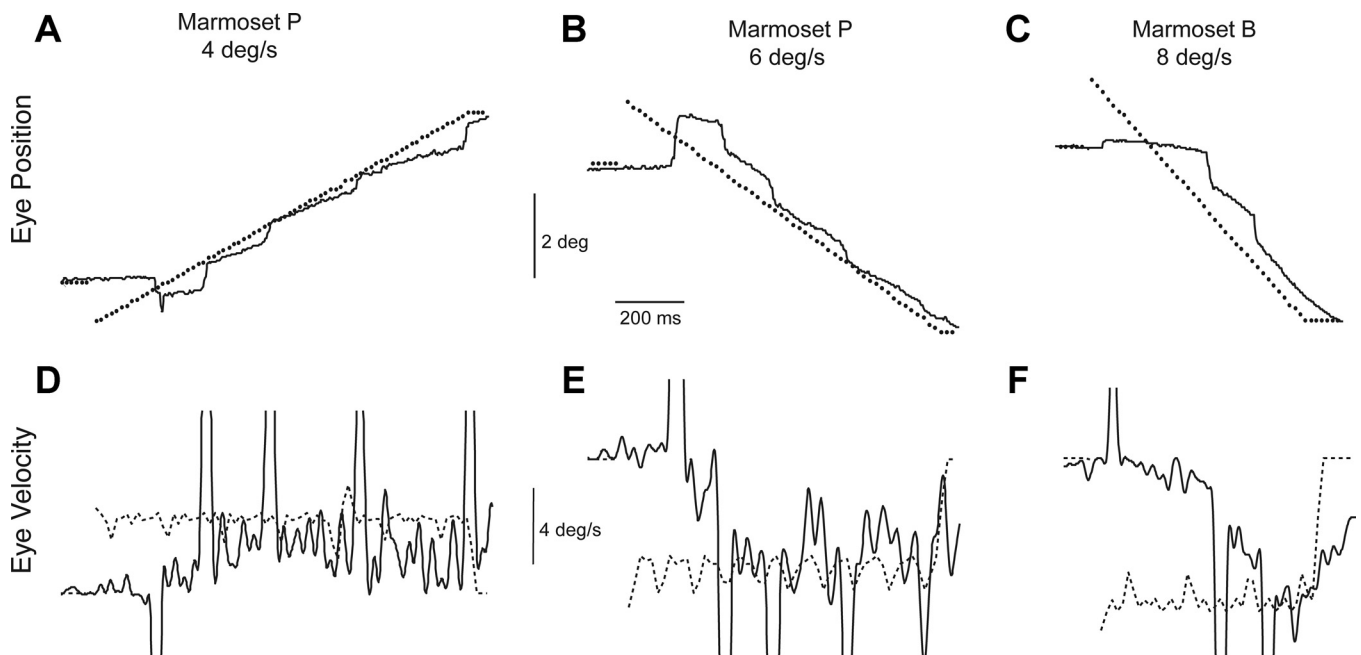 A
Marmoset P
4 deg/s
B
Marmoset P
6 deg/s
C
Marmoset B
8 deg/s
Eye Position
2 deg
200 ms
D
E
F
Eye Velocity
4 deg/s